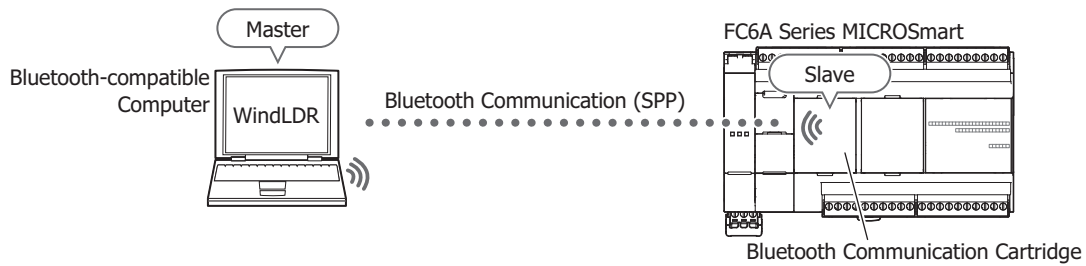 Master
FC6A Series MICROSmart
Bluetooth-compatible
Computer
WindLDR
Slave
Bluetooth Communication (SPP)
Bluetooth Communication Cartridge